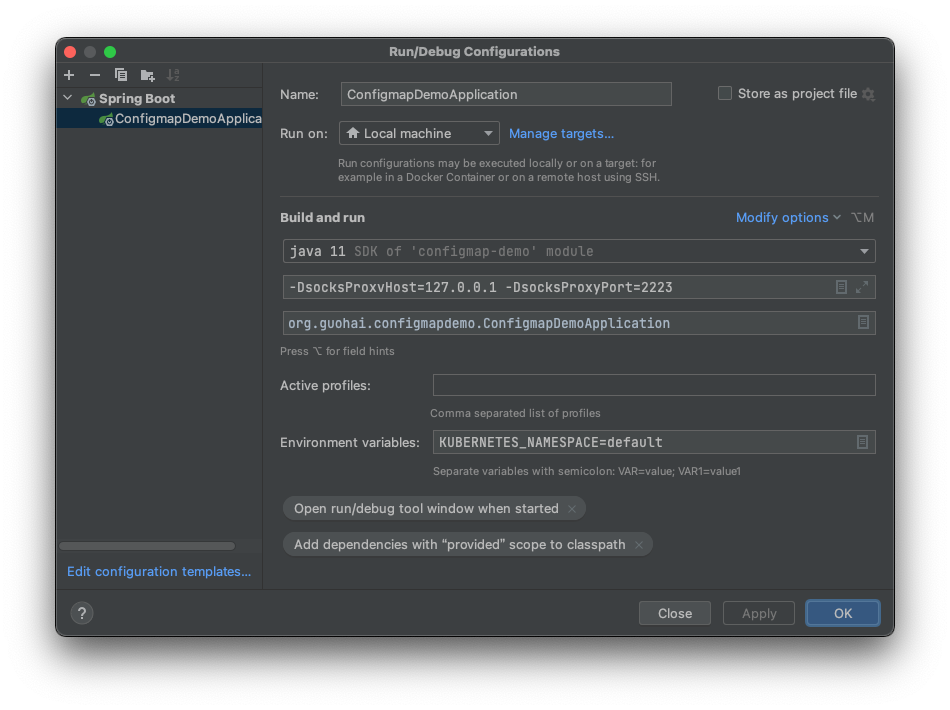 Run/Debug Configurations
Spring Boot
ConfigmapDemoApplica
Edit configuration templates...
Name: ConfigmapDemoApplication Store as project file
Run on: Local machine Manage targets...
Run configurations may be executed locally or on a target: for
example in a Docker Container or on a remote host using SSH.
Build and run Modify options ⌥M
java 11 SDK of 'configmap-demo' module
-DsocksProxvHost=127.0.0.1 -DsocksProxyPort=2223
org.guohai.configmapdemo.ConfigmapDemoApplication
Press ⌥ for field hints
Active profiles:
Comma separated list of profiles
Environment variables: KUBERNETES_NAMESPACE=default
Separate variables with semicolon: VAR=value; VAR1=value1
Open run/debug tool window when started ×
Add dependencies with “provided” scope to classpath ×
? Close Apply OK